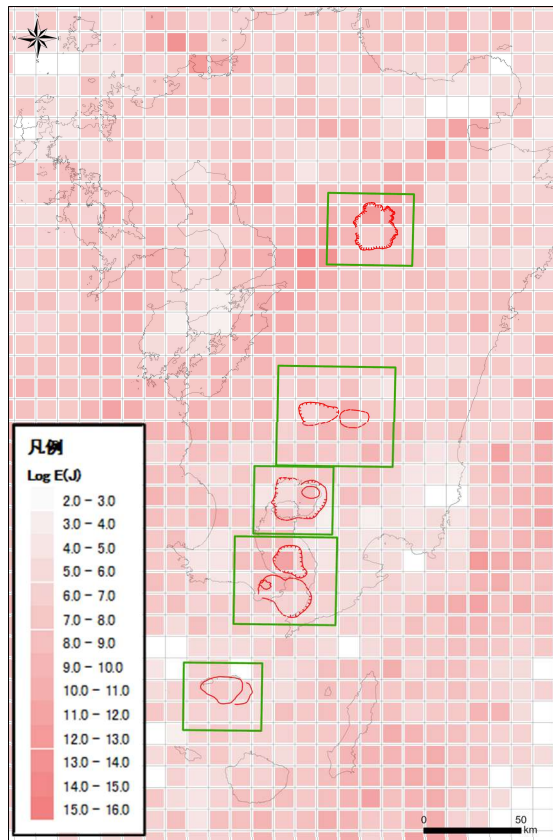 N
W
E
S
凡例
Log E(J)
2.0 – 3.0
3.0 – 4.0
4.0 – 5.0
5.0 – 6.0
6.0 – 7.0
7.0 – 8.0
8.0 – 9.0
9.0 – 10.0
10.0 – 11.0
11.0 – 12.0
12.0 – 13.0
13.0 – 14.0
14.0 – 15.0
15.0 – 16.0
0 50
km